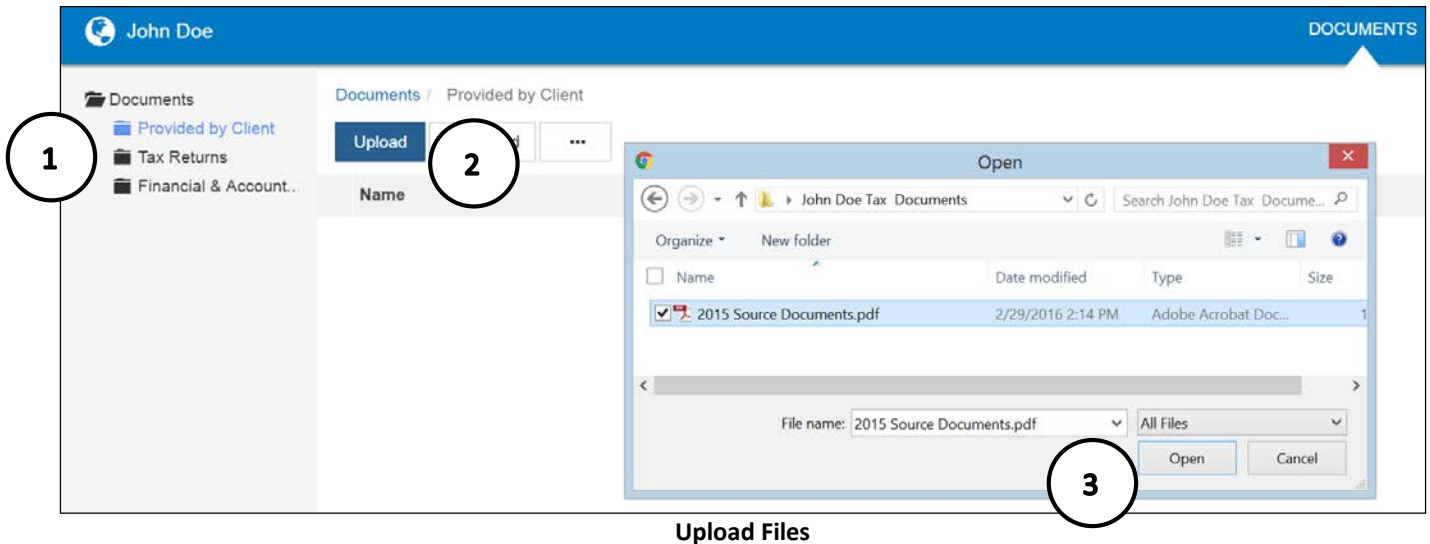 John Doe
DOCUMENTS
Documents
Provided by Client
Tax Returns
Financial & Account..
1
Documents / Provided by Client
Upload
2
...
Name
Open
John Doe Tax Documents
Search John Doe Tax Docume...
Organize
New folder
Name
Date modified
Type
Size
2015 Source Documents.pdf
2/29/2016 2:14 PM
Adobe Acrobat Doc...
1
File name: 2015 Source Documents.pdf
All Files
Open
Cancel
3
Upload Files